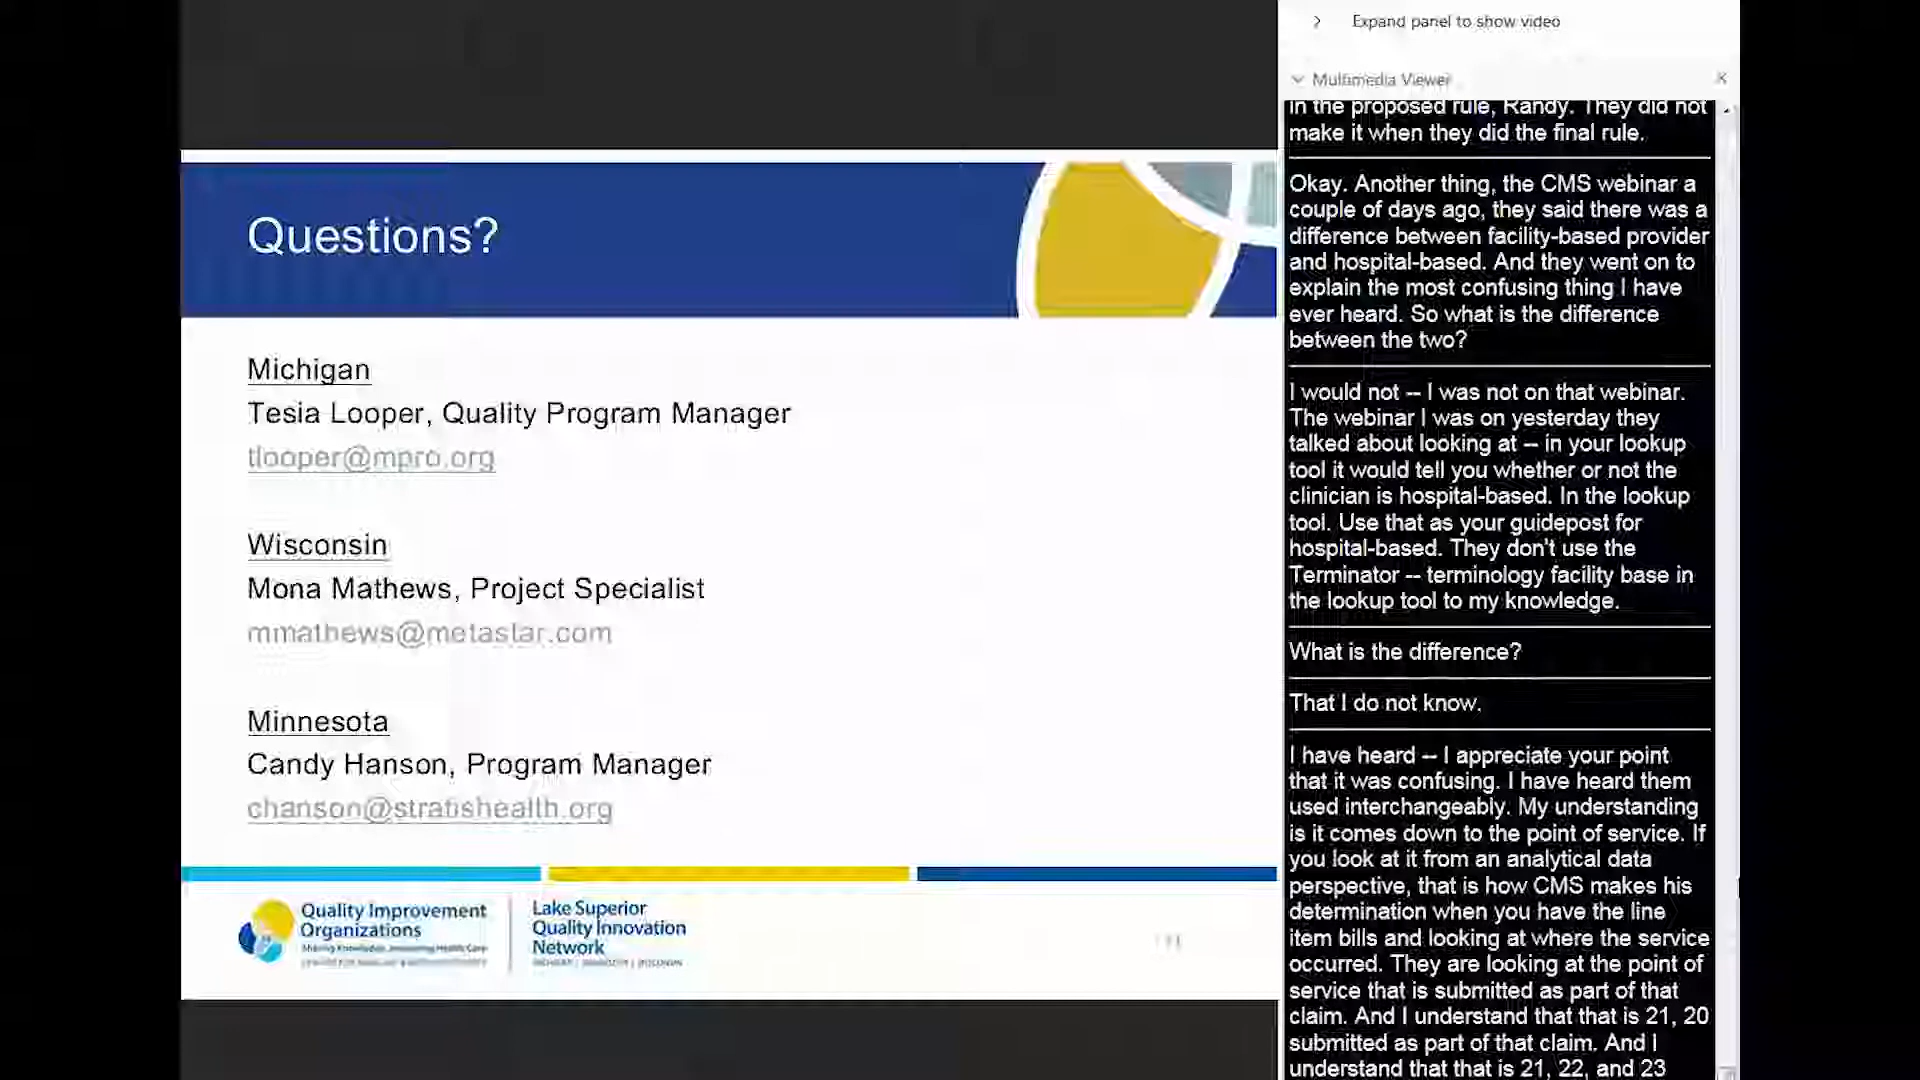 Questions?
Michigan
Tesia Looper, Quality Program Manager
tlooper@mpro.org
Wisconsin
Mona Mathews, Project Specialist
mmathews@metastar.com
Minnesota
Candy Hanson, Program Manager
chanson@stratishealth.org
Quality Improvement
Organizations
Sharing Knowledge. Improving Health Care.
Lake Superior
Quality Innovation
Network
MICHIGAN | MINNESOTA | WISCONSIN
Expand panel to show video
Multimedia Viewer
in the proposed rule, Randy. They did not
make it when they did the final rule.
Okay. Another thing, the CMS webinar a
couple of days ago, they said there was a
difference between facility-based provider
and hospital-based. And they went on to
explain the most confusing thing I have
ever heard. So what is the difference
between the two?
I would not -- I was not on that webinar.
The webinar I was on yesterday they
talked about looking at -- in your lookup
tool it would tell you whether or not the
clinician is hospital-based. In the lookup
tool. Use that as your guidepost for
hospital-based. They don't use the
Terminator -- terminology facility base in
the lookup tool to my knowledge.
What is the difference?
That I do not know.
I have heard -- I appreciate your point
that it was confusing. I have heard them
used interchangeably. My understanding
is it comes down to the point of service. If
you look at it from an analytical data
perspective, that is how CMS makes his
determination when you have the line
item bills and looking at where the service
occurred. They are looking at the point of
service that is submitted as part of that
claim. And I understand that that is 21, 20
submitted as part of that claim. And I
understand that that is 21, 22, and 23